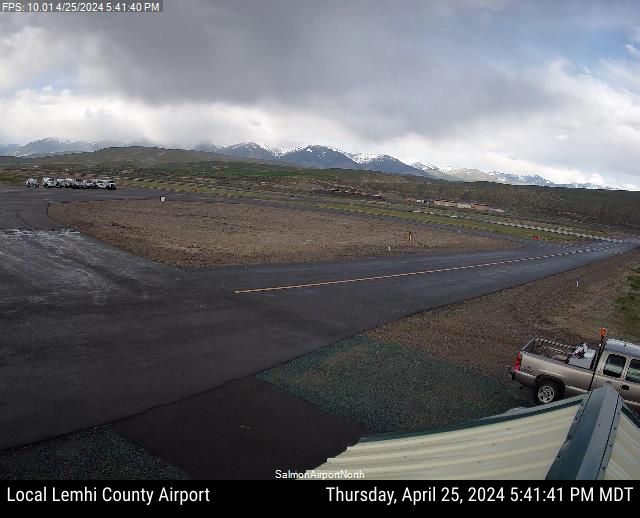 FPS: 10.01 4/25/2024 5:41:40 PM
SalmonAirportNorth
Local Lemhi County Airport
Thursday, April 25, 2024 5:41:41 PM MDT